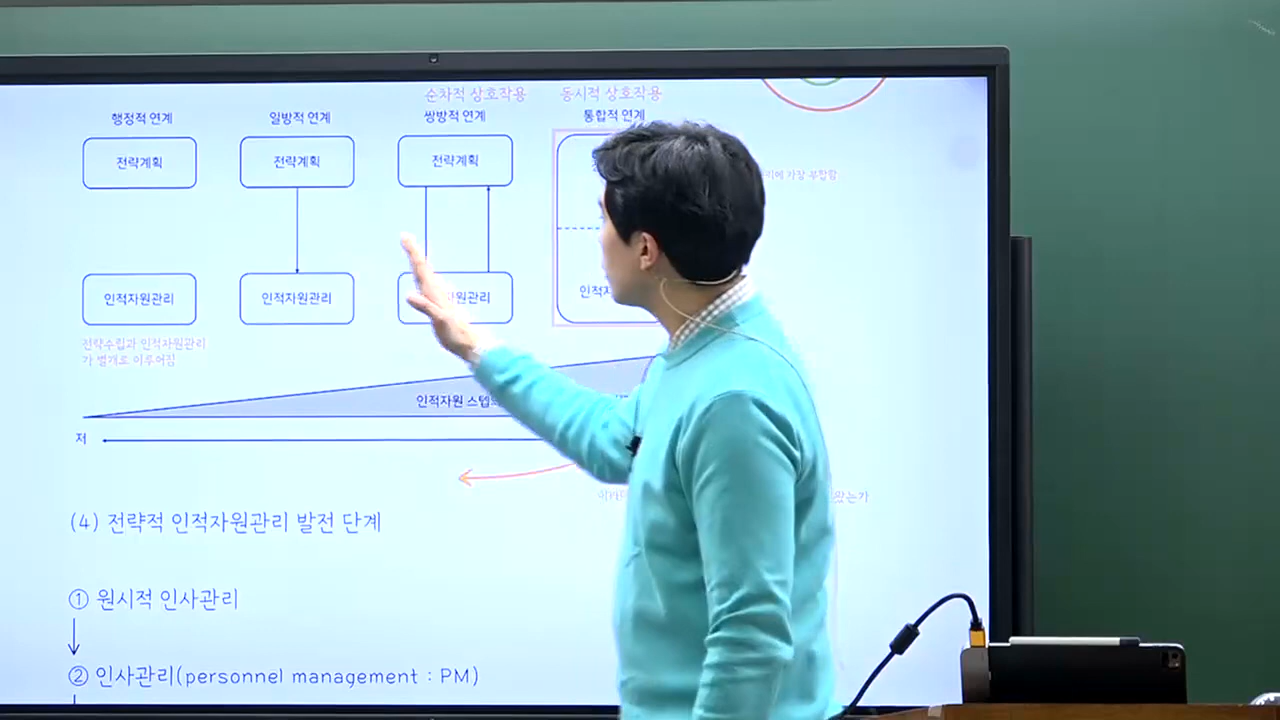 순차적 상호작용 동시적 상호작용
행정적 연계 일방적 연계 쌍방적 연계 통합적 연계
전략계획 전략계획 전략계획
인적자원관리 인적자원관리 원관리
전략수립과 인적자원관리
가 별개로 이루어짐
인적자원 스텝
저
(4) 전략적 인적자원관리 발전 단계
① 원시적 인사관리
② 인사관리(personnel management : PM)